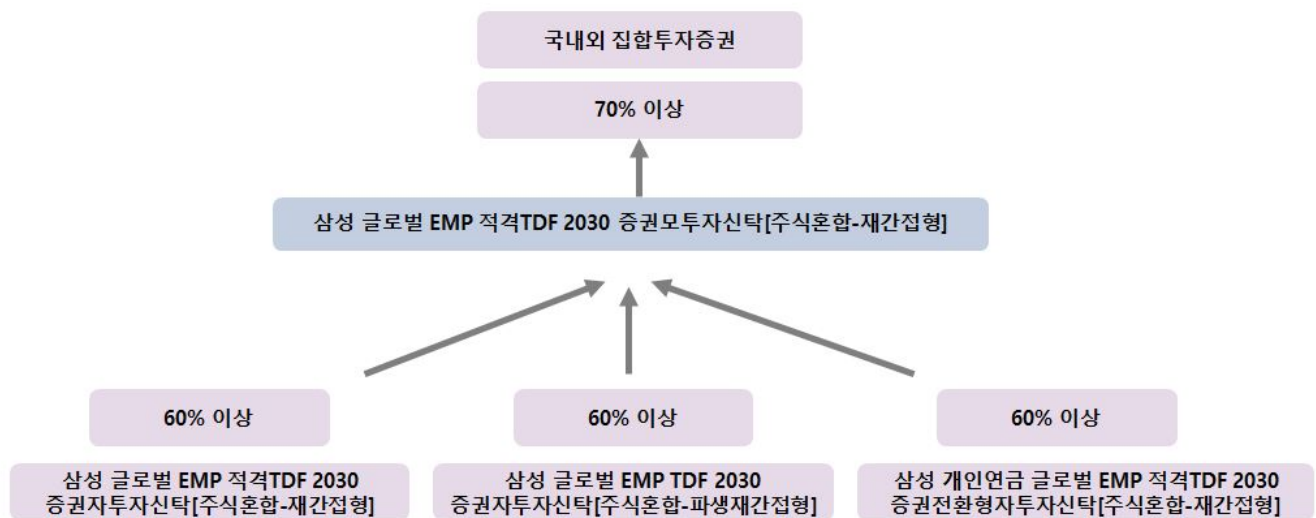 국내외 집합투자증권
70% 이상
삼성 글로벌 EMP 적격TDF 2030 증권모투자신탁[주식혼합-재간접형]
60% 이상
60% 이상
60% 이상
삼성 글로벌 EMP 적격TDF 2030
증권자투자신탁[주식혼합-재간접형]
삼성 글로벌 EMP TDF 2030
증권자투자신탁[주식혼합-파생재간접형]
삼성 개인연금 글로벌 EMP 적격TDF 2030
증권전환형자투자신탁[주식혼합-재간접형]